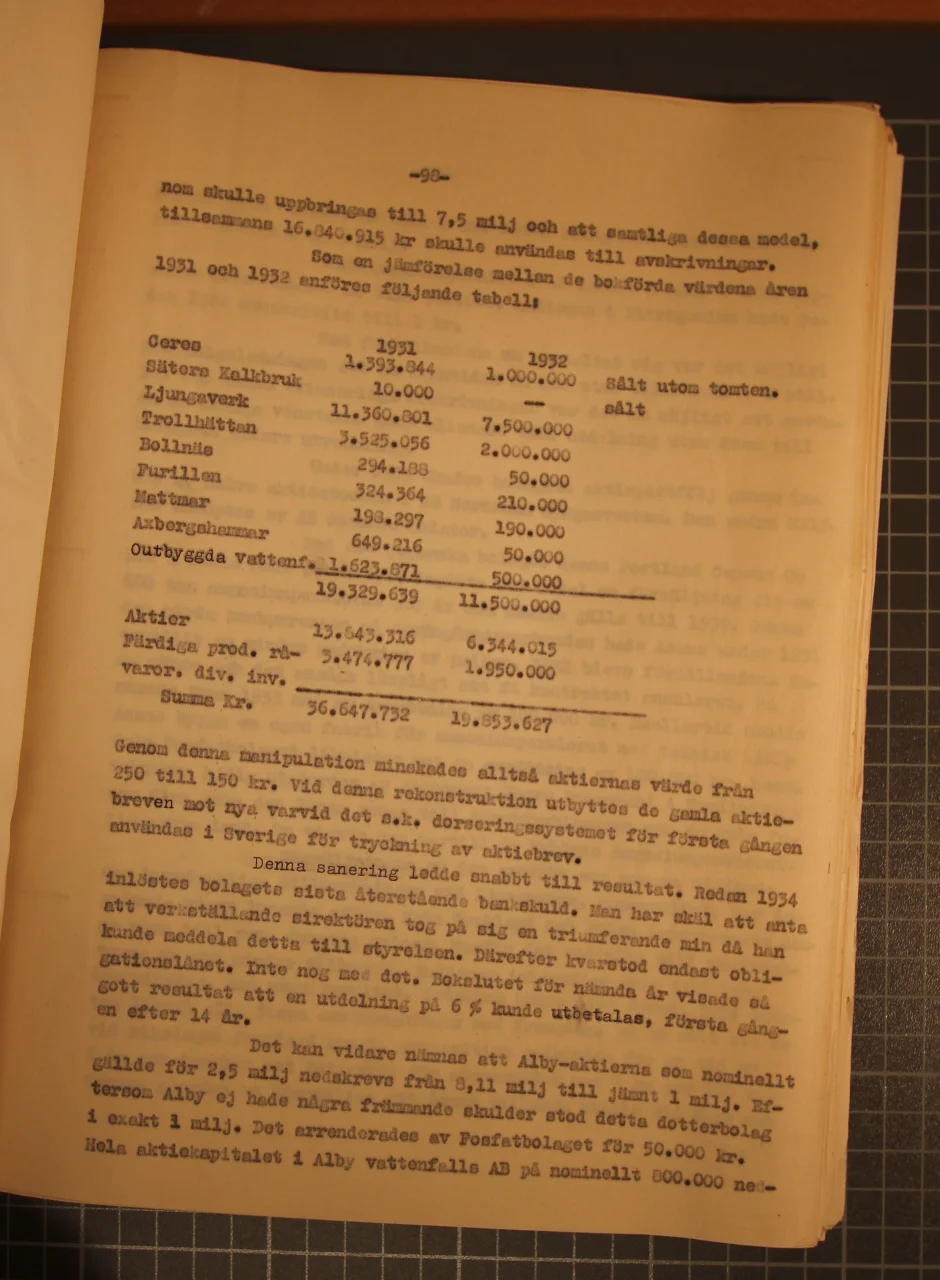 -98-
nom skulle uppbringas till 7,5 milj och att samtliga dessa medel,
tillsammans 16.840.915 kr skulle användas till avskrivningar.
Som en jämförelse mellan de bokförda värdena åren
1931 och 1932 anföres följande tabell:
1931 1932
Ceres 1.393.844 1.000.000 Sålt utom tomten.
Säters Kalkbruk 10.000 -- sålt
Ljungaverk 11.360.801 7.500.000
Trollhättan 3.525.056 2.000.000
Bollnäs 294.188 50.000
Furillen 324.364 210.000
Mattmar 198.297 190.000
Axbergshammar 649.216 50.000
Outbyggda vattenf. 1.623.871 500.000
19.329.639 11.500.000
Aktier 13.843.316 6.344.015
Färdiga prod. rå- 3.474.777 1.950.000
varor. div. inv.
Summa Kr. 36.647.732 19.853.627
Genom denna manipulation minskades alltså aktiernas värde från
250 till 150 kr. Vid denna rekonstruktion utbyttes de gamla aktie-
breven mot nya varvid det s.k. dorseringssystemet för första gången
användas i Sverige för tryckning av aktiebrev.
Denna sanering ledde snabbt till resultat. Redan 1934
inlöstes bolagets sista återstående bankskuld. Man har skäl att anta
att verkställande sirektören tog på sig en triumferande min då han
kunde meddela detta till styrelsen. Därefter kvarstod endast obli-
gationslånet. Inte nog med det. Bokslutet för nämnda år visade så
gott resultat att en utdelning på 6 % kunde utbetalas, första gång-
en efter 14 år.
Det kan vidare nämnas att Alby-aktierna som nominellt
gällde för 2,5 milj nedskrevs från 8,11 milj till jämnt 1 milj. Ef-
tersom Alby ej hade några främmande skulder stod detta dotterbolag
i exakt 1 milj. Det arrenderades av Fosfatbolaget för 50.000 kr.
Hela aktiekapitalet i Alby vattenfalls AB på nominellt 800.000 ned-